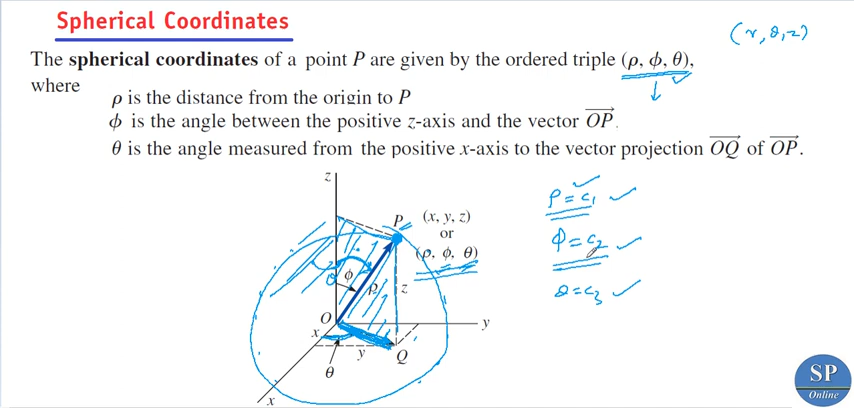 Spherical Coordinates
(r, θ, z)
The spherical coordinates of a point P are given by the ordered triple (ρ, ϕ, θ),
where
ρ is the distance from the origin to P
ϕ is the angle between the positive z-axis and the vector OP.
θ is the angle measured from the positive x-axis to the vector projection OQ of OP.
z
P (x, y, z)
or
(ρ, ϕ, θ)
ϕ
ρ
z
O
x
y
y
Q
θ
x
ρ = c₁
ϕ = c₂
θ = c₃
SP
Online